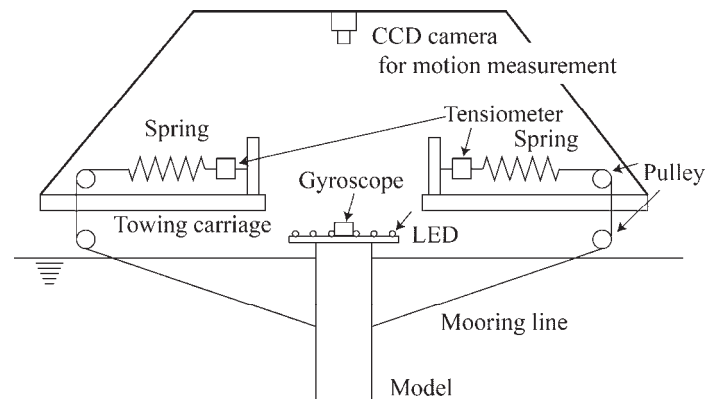 CCD camera
for motion measurement
Tensiometer
Spring
Spring
Pulley
Gyroscope
Towing carriage
LED
Mooring line
Model